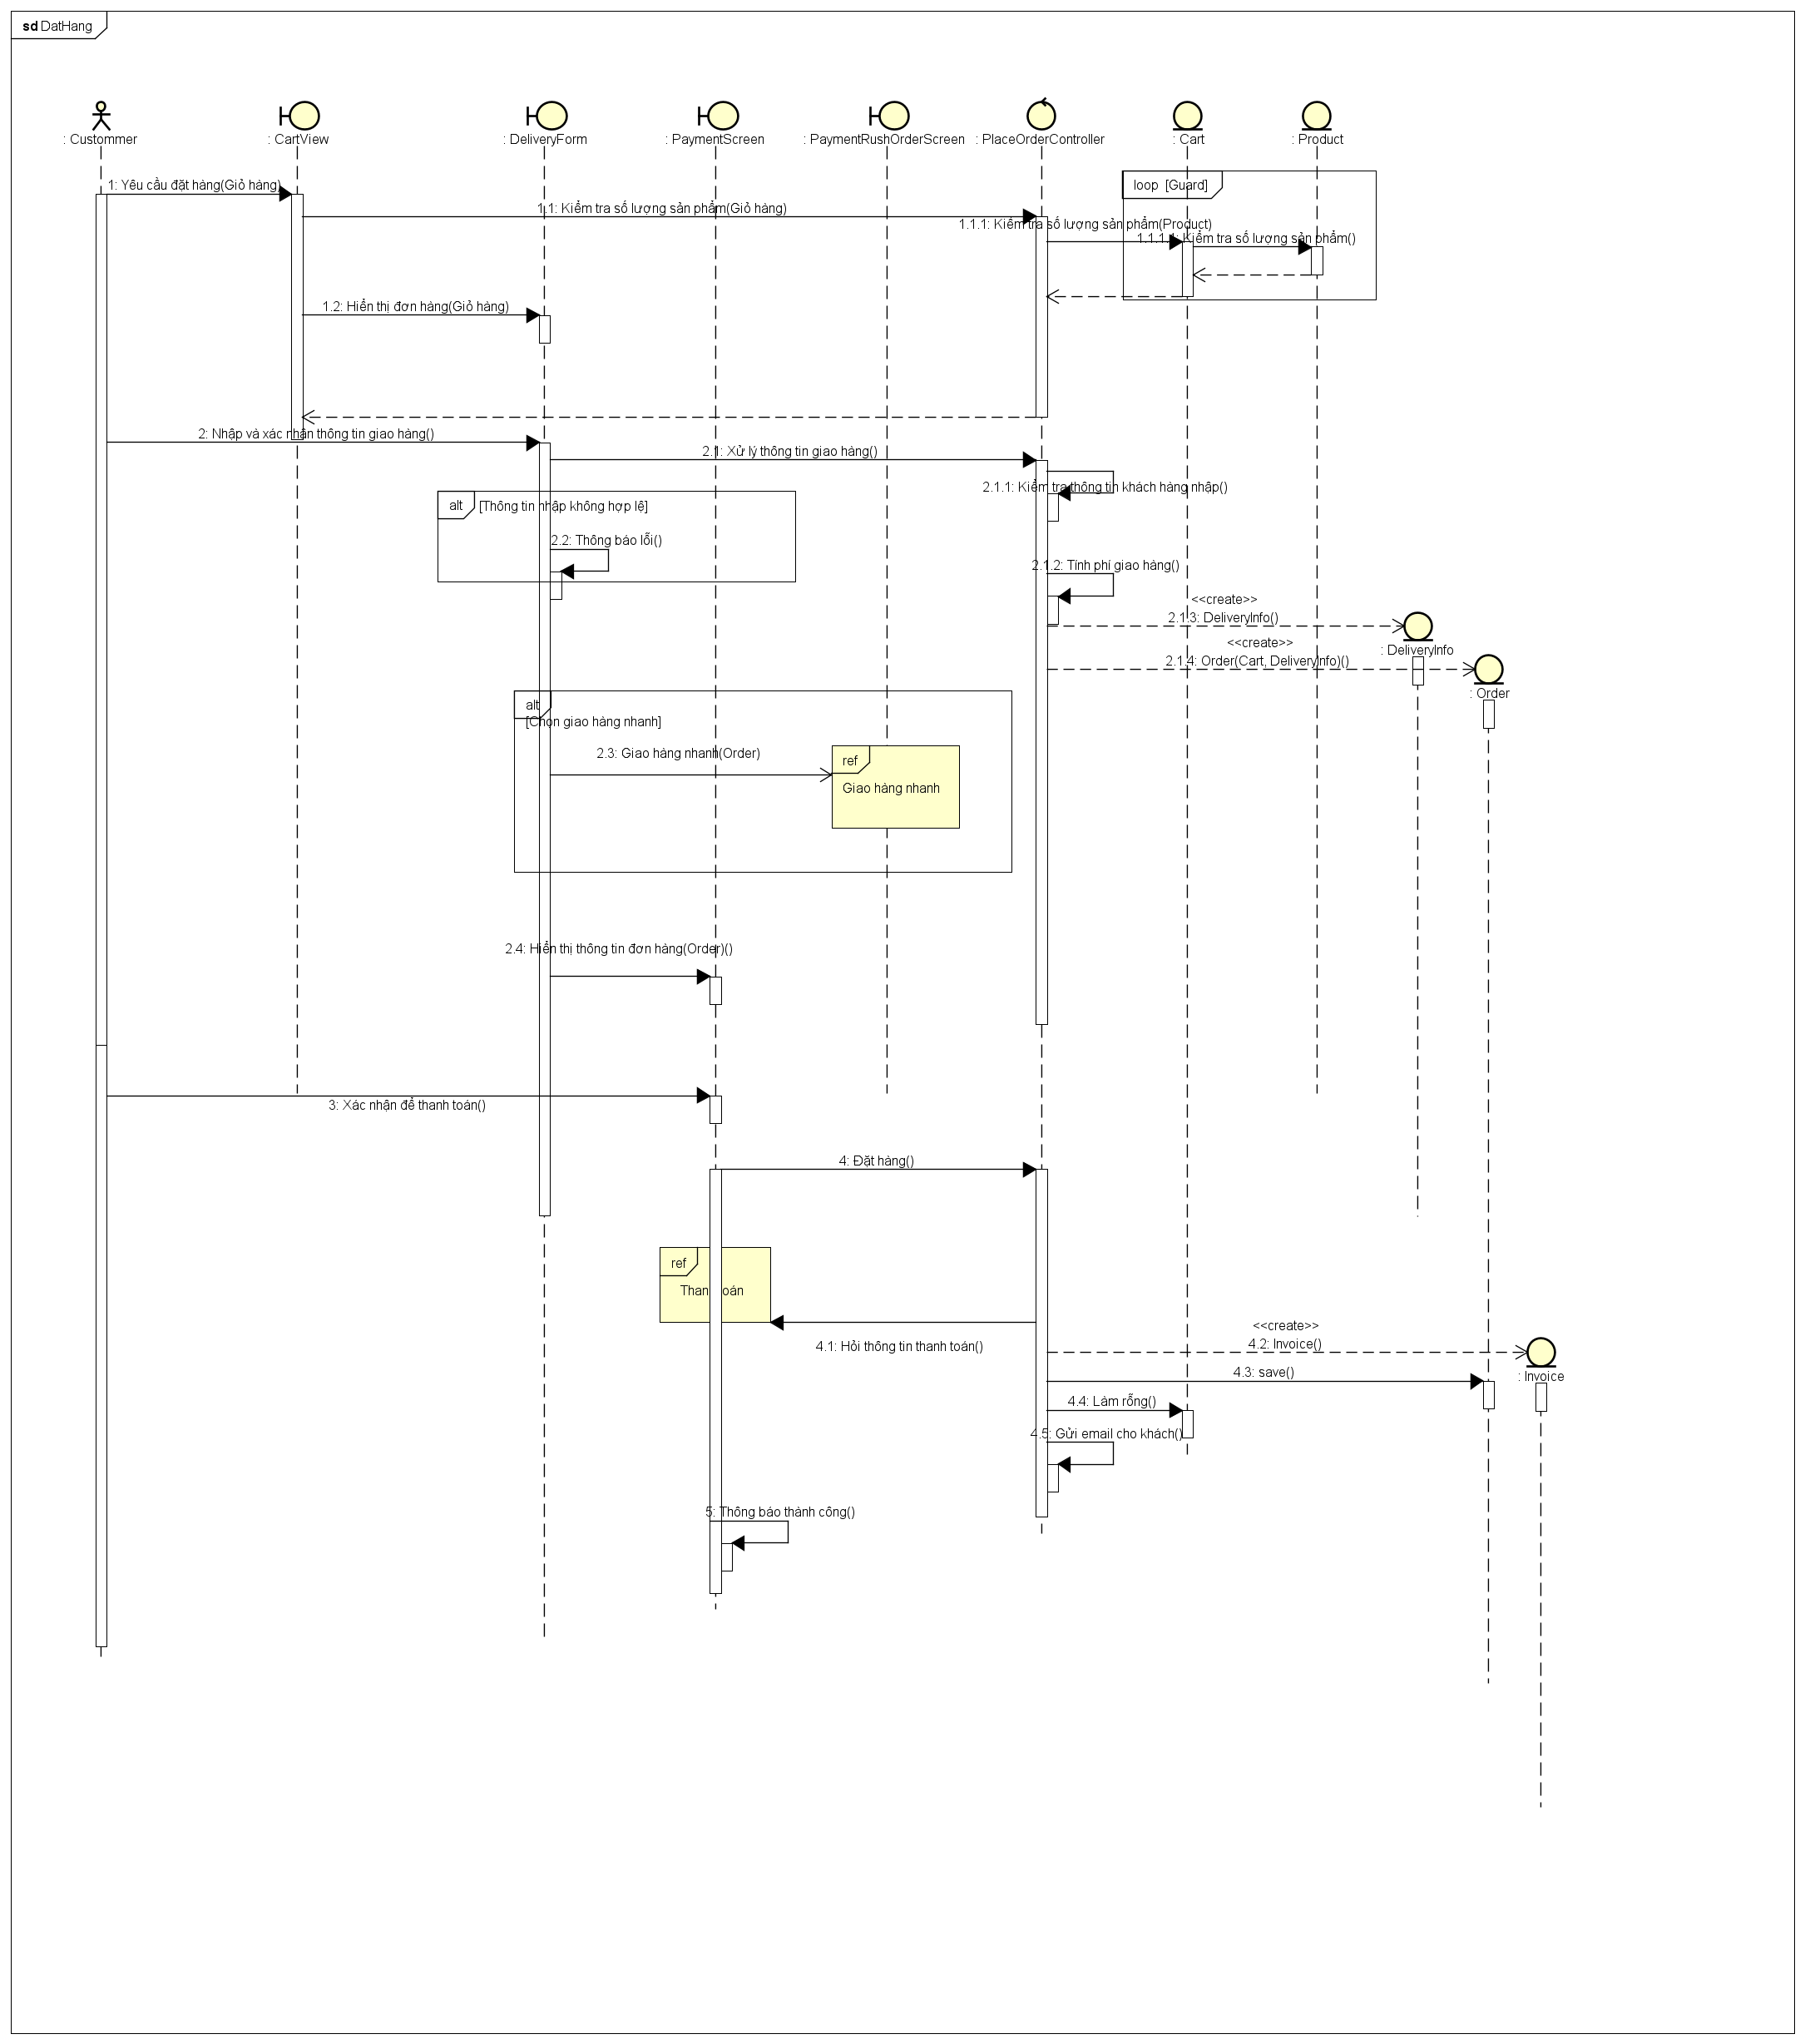 sd DatHang
: Custommer
: CartView
: DeliveryForm
: PaymentScreen
: PaymentRushOrderScreen
: PlaceOrderController
: Cart
: Product
1: Yêu cầu đặt hàng(Giỏ hàng)
loop [Guard]
1.1: Kiểm tra số lượng sản phẩm(Giỏ hàng)
1.1.1: Kiểm tra số lượng sản phẩm(Product)
1.1.1.1: Kiểm tra số lượng sản phẩm()
1.2: Hiển thị đơn hàng(Giỏ hàng)
2: Nhập và xác nhận thông tin giao hàng()
2.1: Xử lý thông tin giao hàng()
2.1.1: Kiểm tra thông tin khách hàng nhập()
alt [Thông tin nhập không hợp lệ]
2.2: Thông báo lỗi()
2.1.2: Tính phí giao hàng()
<<create>>
2.1.3: DeliveryInfo()
: DeliveryInfo
<<create>>
2.1.4: Order(Cart, DeliveryInfo)()
: Order
alt
[Chọn giao hàng nhanh]
2.3: Giao hàng nhanh(Order)
ref
Giao hàng nhanh
2.4: Hiển thị thông tin đơn hàng(Order)()
3: Xác nhận để thanh toán()
4: Đặt hàng()
ref
Thanh toán
4.1: Hỏi thông tin thanh toán()
<<create>>
4.2: Invoice()
: Invoice
4.3: save()
4.4: Làm rỗng()
4.5: Gửi email cho khách()
5: Thông báo thành công()